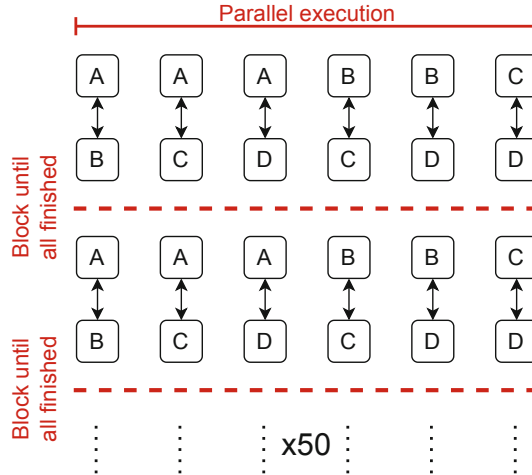 Parallel execution
A A A B B C
B C D C D D
Block until
all finished
A A A B B C
B C D C D D
Block until
all finished
x50